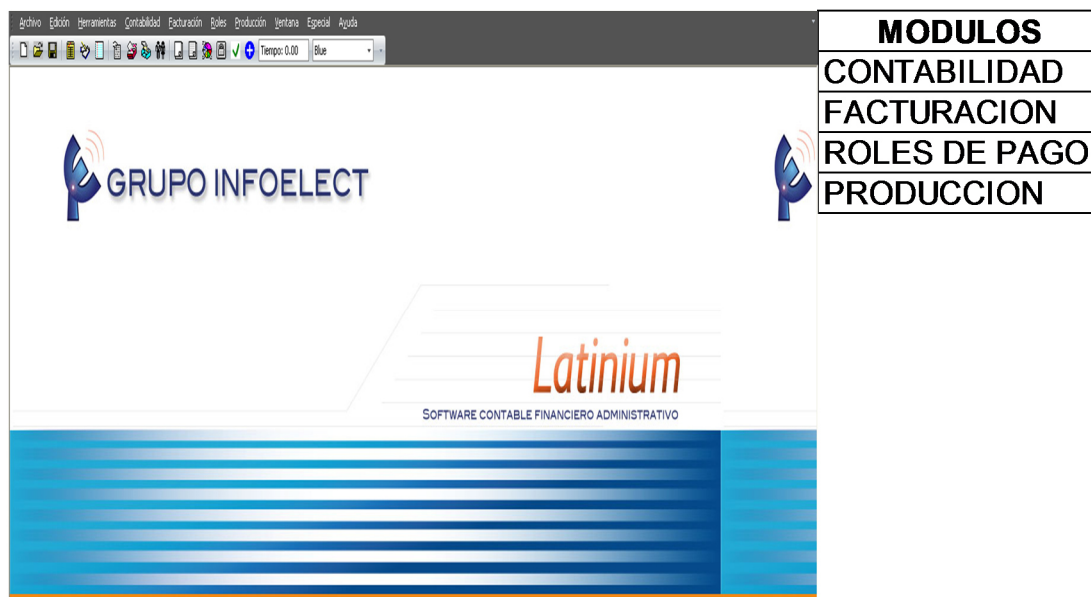 Archivo Edición Herramientas Contabilidad Facturación Roles Producción Ventana Especial Ayuda
Tiempo: 0.00 Blue
GRUPO INFOELECT
Latinium
SOFTWARE CONTABLE FINANCIERO ADMINISTRATIVO
MODULOS
CONTABILIDAD
FACTURACION
ROLES DE PAGO
PRODUCCION